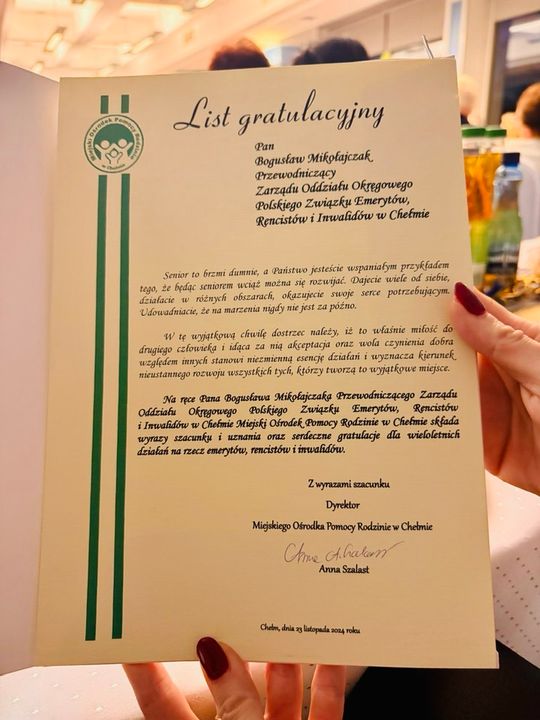 List gratulacyjny
Miejski Ośrodek Pomocy Rodzinie
w Chełmie
Pan
Bogusław Mikołajczak
Przewodniczący
Zarządu Oddziału Okręgowego
Polskiego Związku Emerytów,
Rencistów i Inwalidów w Chełmie
Senior to brzmi dumnie, a Państwo jesteście wspaniałym przykładem
tego, że będąc seniorem wciąż można się rozwijać. Dajecie wiele od siebie,
działacie w różnych obszarach, okazujecie swoje serce potrzebującym.
Udowadniacie, że na marzenia nigdy nie jest za późno.
W tę wyjątkową chwilę dostrzec należy, iż to właśnie miłość do
drugiego człowieka i idąca za nią akceptacja oraz wola czynienia dobra
względem innych stanowi niezmienną esencję działań i wyznacza kierunek
nieustannego rozwoju wszystkich tych, którzy tworzą to wyjątkowe miejsce.
Na ręce Pana Bogusława Mikołajczaka Przewodniczącego Zarządu
Oddziału Okręgowego Polskiego Związku Emerytów, Rencistów
i Inwalidów w Chełmie Miejski Ośrodek Pomocy Rodzinie w Chełmie składa
wyrazy szacunku i uznania oraz serdeczne gratulacje dla wieloletnich
działań na rzecz emerytów, rencistów i inwalidów.
Z wyrazami szacunku
Dyrektor
Miejskiego Ośrodka Pomocy Rodzinie w Chełmie
Anna Szalast
Chełm, dnia 23 listopada 2024 roku